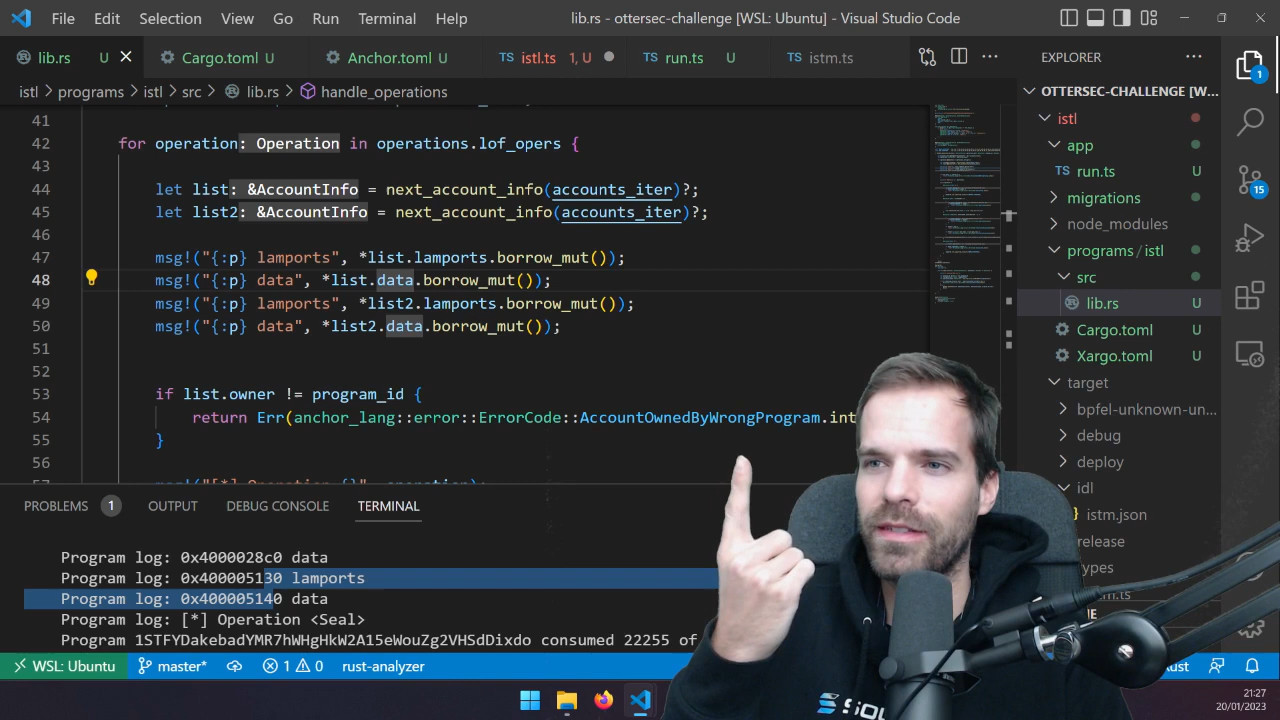 File Edit Selection View Go Run Terminal Help
lib.rs - ottersec-challenge [WSL: Ubuntu] - Visual Studio Code
lib.rs U
Cargo.toml U
Anchor.toml U
TS istl.ts 1, U
TS run.ts U
TS istm.ts
istl > programs > istl > src > lib.rs > handle_operations
41
42 for operation: Operation in operations.lof_opers {
43
44 let list: &AccountInfo = next_account_info(accounts_iter)?;
45 let list2: &AccountInfo = next_account_info(accounts_iter)?;
46
47 msg!("{:p} lamports", *list.lamports.borrow_mut());
48 msg!("{:p} data", *list.data.borrow_mut());
49 msg!("{:p} lamports", *list2.lamports.borrow_mut());
50 msg!("{:p} data", *list2.data.borrow_mut());
51
52
53 if list.owner != program_id {
54 return Err(anchor_lang::error::ErrorCode::AccountOwnedByWrongProgram.int
55 }
56
57 msg!("[*] Operation {}", operation);
PROBLEMS 1 OUTPUT DEBUG CONSOLE TERMINAL
Program log: 0x4000028c0 data
Program log: 0x400005130 lamports
Program log: 0x400005140 data
Program log: [*] Operation <Seal>
Program 1STFYDakebadYMR7hWHgHkW2A15eWouZg2VHSdDixdo consumed 22255 of
EXPLORER
OTTERSEC-CHALLENGE [W...
istl
app
TS run.ts U
migrations
node_modules
programs / istl
src
lib.rs U
Cargo.toml U
Xargo.toml U
target
bpfel-unknown-un...
debug
deploy
idl
istm.json
release
types
1
15
WSL: Ubuntu master* 1 0 rust-analyzer
21:27
20/01/2023